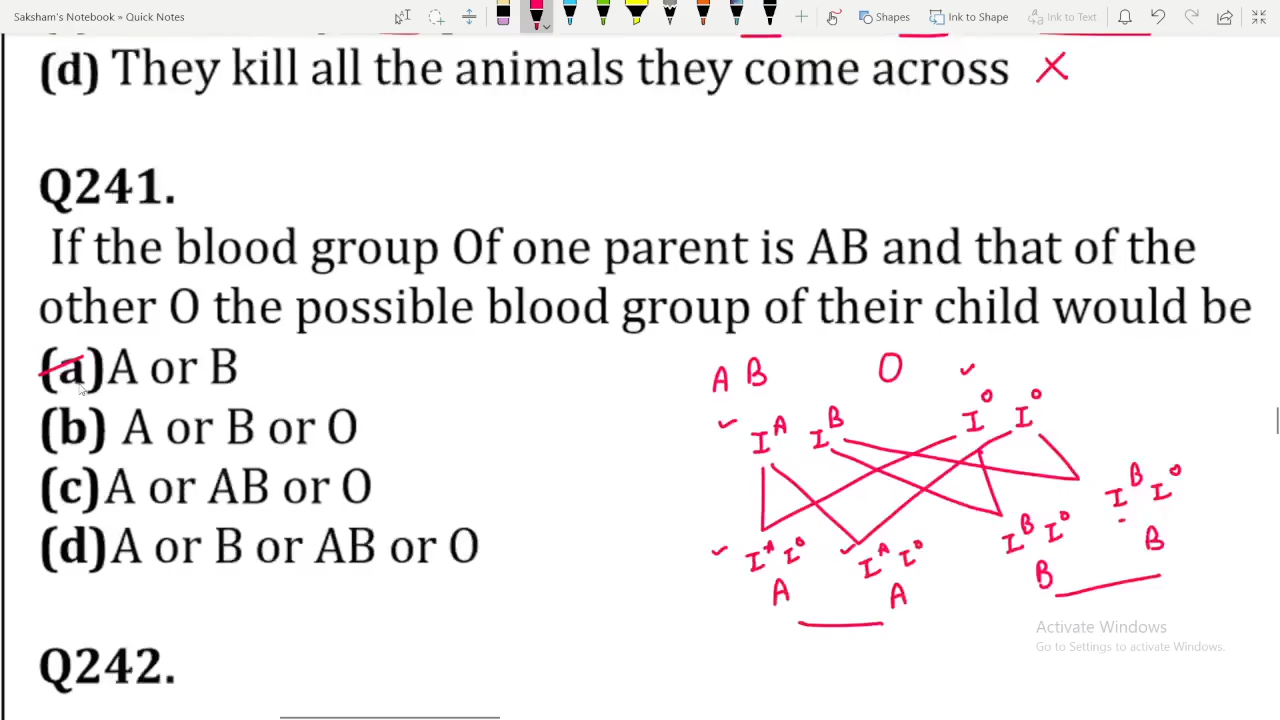 Saksham's Notebook » Quick Notes
Shapes
Ink to Shape
Ink to Text
(d) They kill all the animals they come across X
Q241.
If the blood group Of one parent is AB and that of the
other O the possible blood group of their child would be
(a)A or B
(b) A or B or O
(c)A or AB or O
(d)A or B or AB or O
A B O
I^A I^B I^O I^O
I^A I^O I^A I^O I^B I^O I^B I^O
A A B B
Q242.
Activate Windows
Go to Settings to activate Windows.